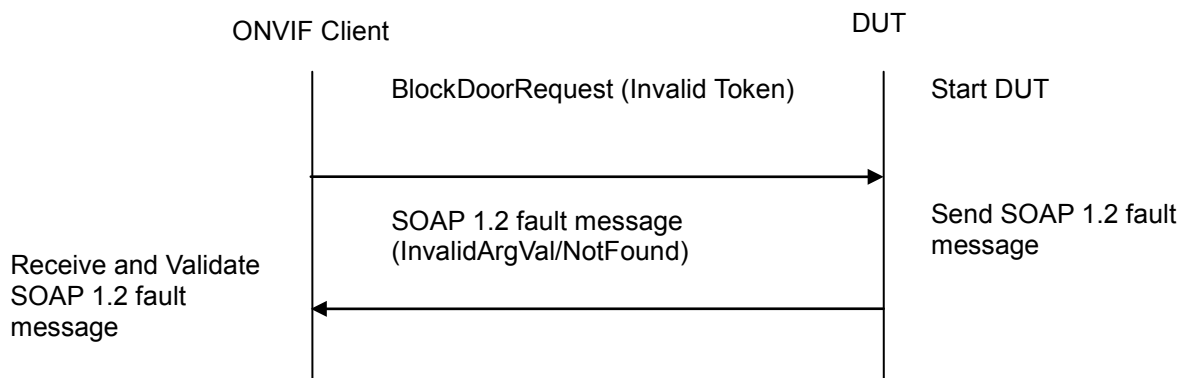 ONVIF Client
DUT
BlockDoorRequest (Invalid Token)
Start DUT
SOAP 1.2 fault message
(InvalidArgVal/NotFound)
Send SOAP 1.2 fault
message
Receive and Validate
SOAP 1.2 fault
message